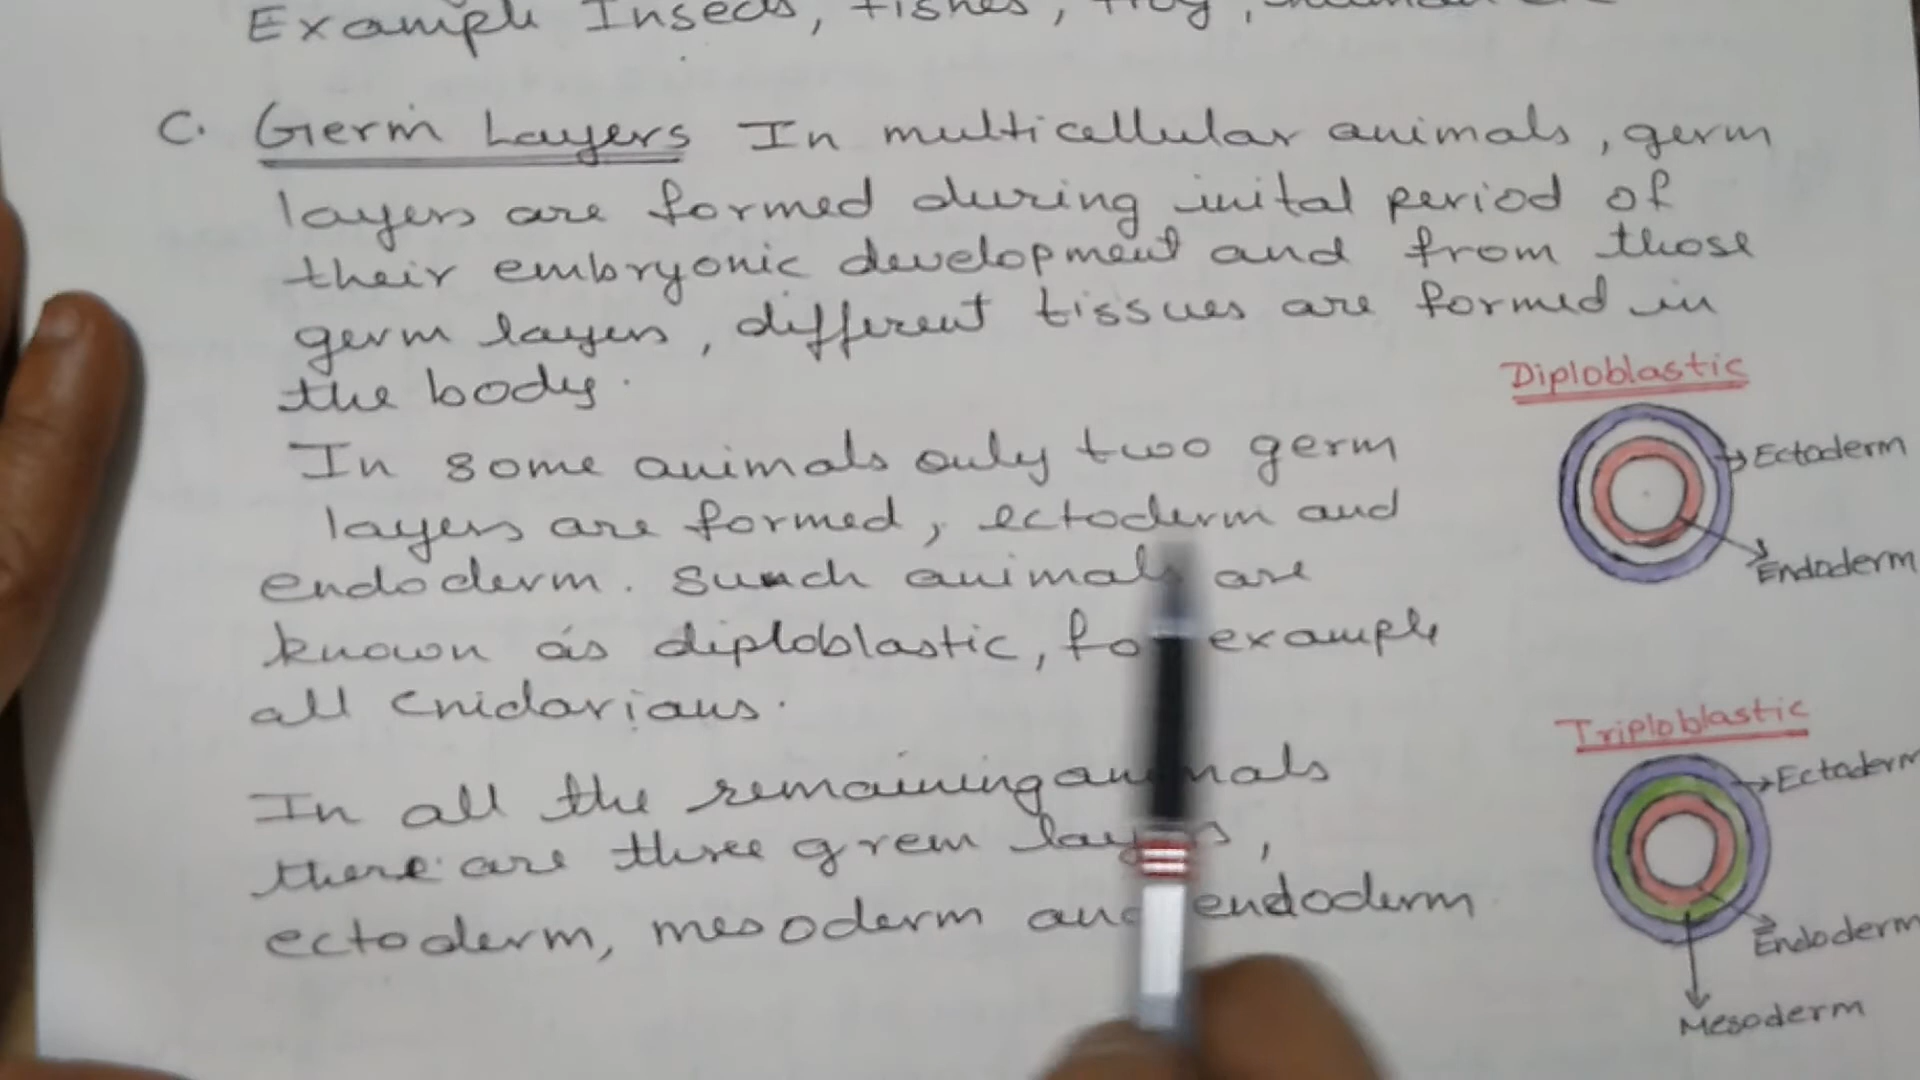 Example Insects, fishes, frog,
C. Germ Layers In multicellular animals, germ
layers are formed during inital period of
their embryonic development and from those
germ layers, different tissues are formed in
the body.
In some animals only two germ
layers are formed, ectoderm and
endoderm. Such animals are
known as diploblastic, for example
all cnidarians.
In all the remaining animals
there are three grem layers,
ectoderm, mesoderm and endoderm
Diploblastic
Ectoderm
Endoderm
Triploblastic
Ectoderm
Endoderm
Mesoderm